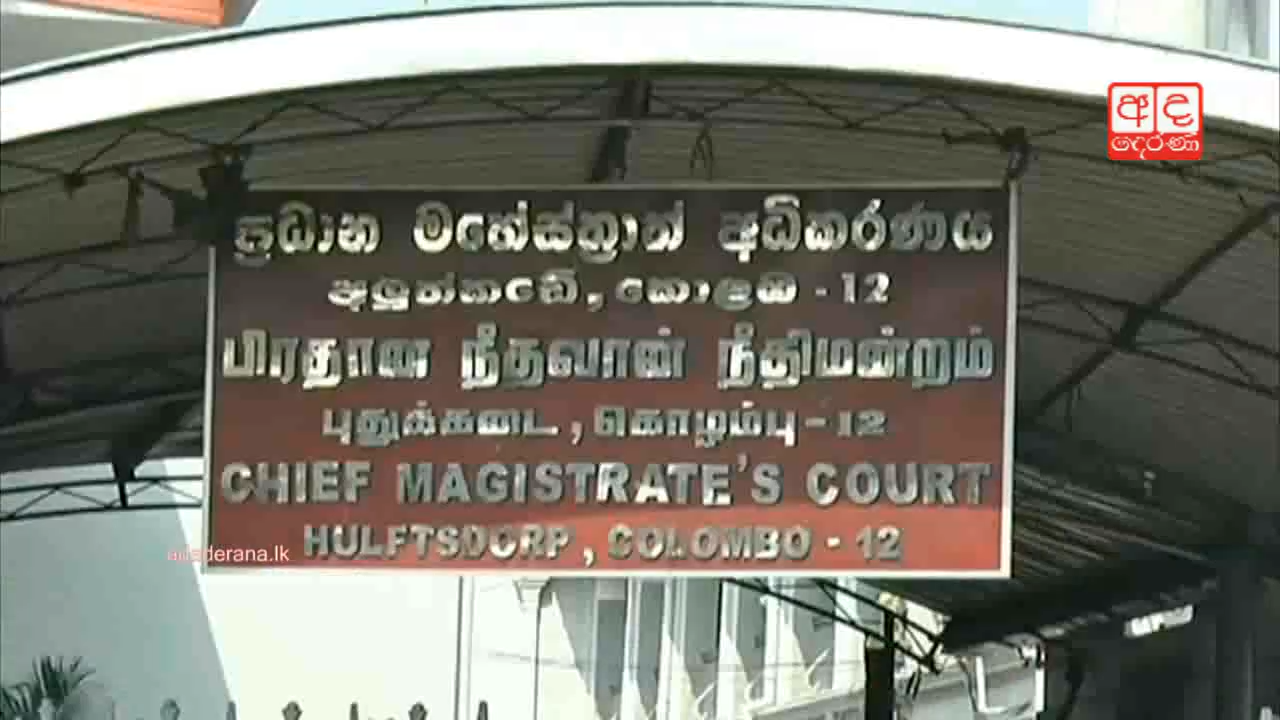 අද
දෙරණ
ප්‍රධාන මහේස්ත්‍රාත් අධිකරණය
අලුත්කඩේ, කොළඹ - 12
பிரதான நீதவான் நீதிமன்றம்
புதுக்கடை, கொழும்பு - 12
CHIEF MAGISTRATE'S COURT
HULFTSDORP, COLOMBO - 12
adaderana.lk